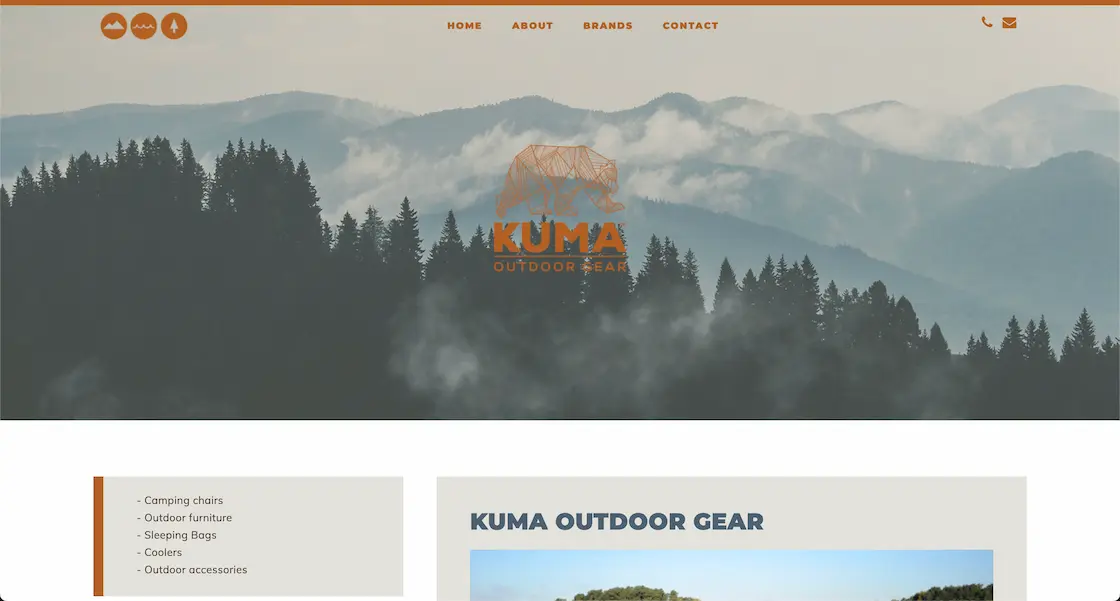 HOME ABOUT BRANDS CONTACT
KUMA
OUTDOOR GEAR
- Camping chairs
- Outdoor furniture
- Sleeping Bags
- Coolers
- Outdoor accessories
KUMA OUTDOOR GEAR